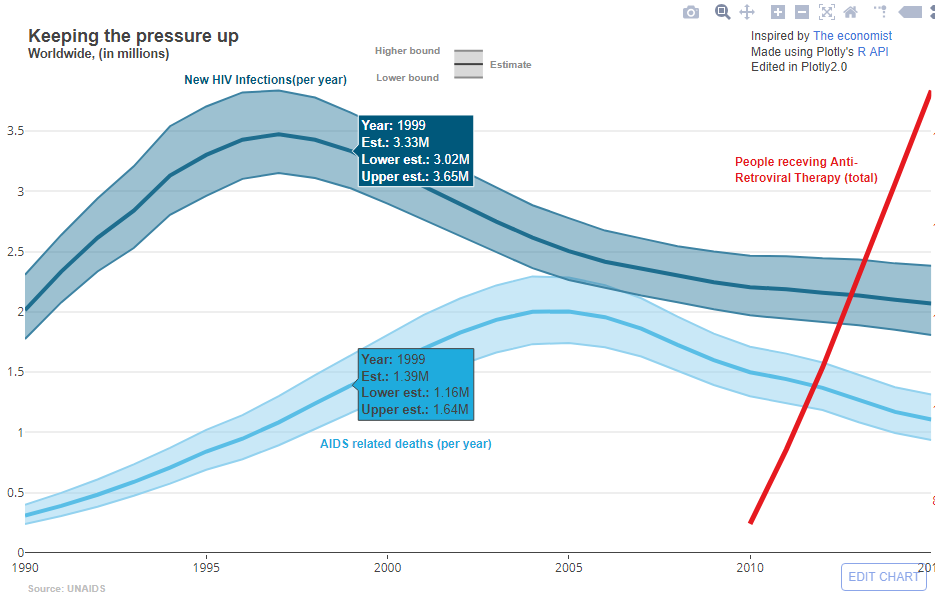 Keeping the pressure up
Worldwide, (in millions)
Higher bound
Lower bound
Estimate
Inspired by The economist
Made using Plotly's R API
Edited in Plotly2.0
New HIV Infections(per year)
Year: 1999
Est.: 3.33M
Lower est.: 3.02M
Upper est.: 3.65M
People receving Anti-
Retroviral Therapy (total)
3.5
3
2.5
2
1.5
1
0.5
0
Year: 1999
Est.: 1.39M
Lower est.: 1.16M
Upper est.: 1.64M
AIDS related deaths (per year)
1990
1995
2000
2005
2010
201
Source: UNAIDS
EDIT CHART